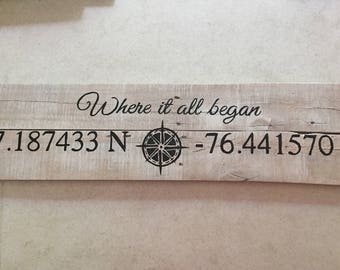 Where it all began
7.187433 N -76.441570